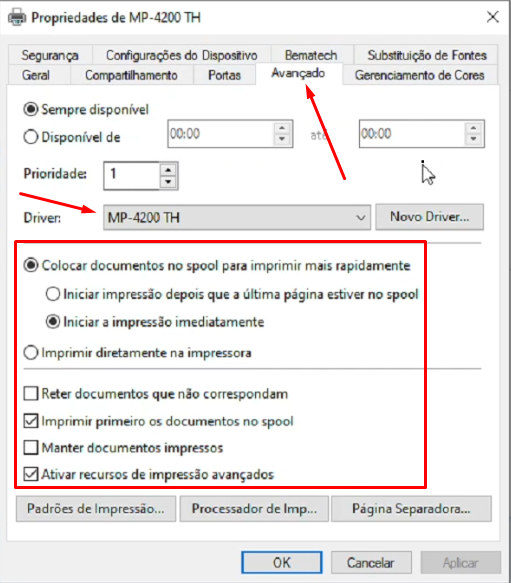 Propriedades de MP-4200 TH
Segurança Configurações do Dispositivo Bematech Substituição de Fontes
Geral Compartilhamento Portas Avançado Gerenciamento de Cores
Sempre disponível
Disponível de 00:00 até 00:00
Prioridade: 1
Driver: MP-4200 TH Novo Driver...
Colocar documentos no spool para imprimir mais rapidamente
Iniciar impressão depois que a última página estiver no spool
Iniciar a impressão imediatamente
Imprimir diretamente na impressora
Reter documentos que não correspondam
Imprimir primeiro os documentos no spool
Manter documentos impressos
Ativar recursos de impressão avançados
Padrões de Impressão... Processador de Imp... Página Separadora...
OK Cancelar Aplicar